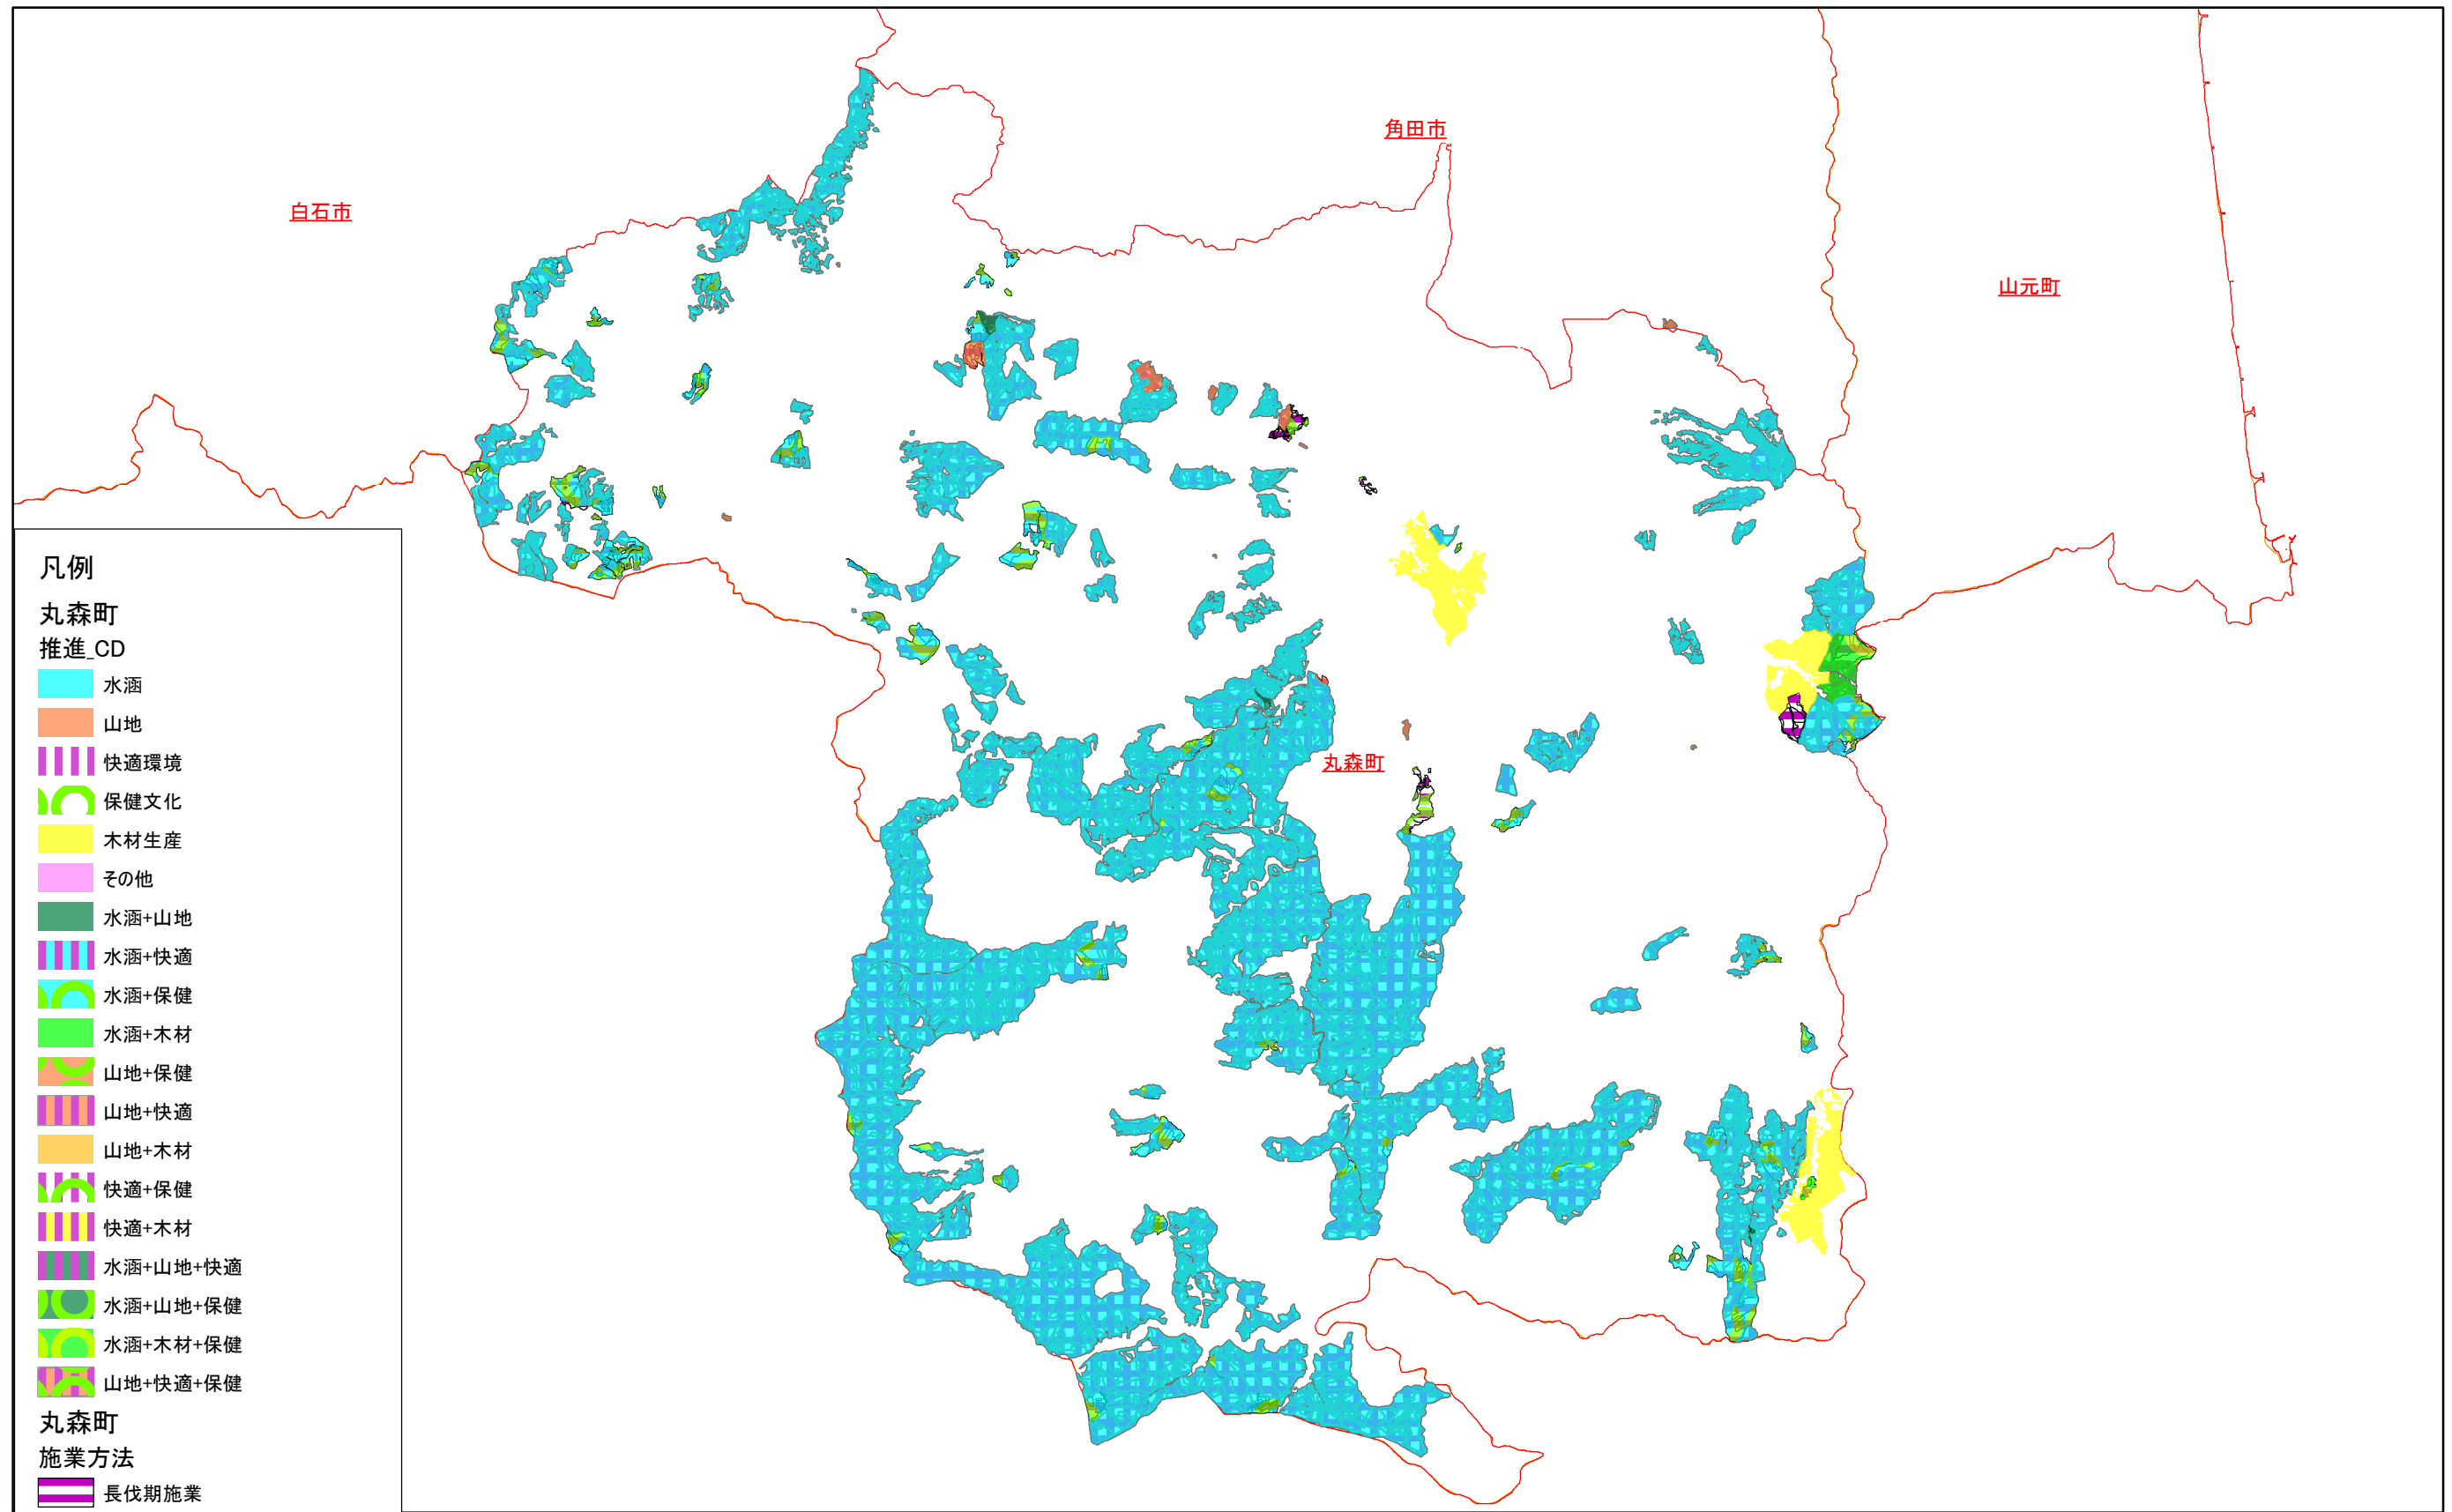 角田市
白石市
山元町
丸森町
凡例
丸森町
推進_CD
水涵
山地
快適環境
保健文化
木材生産
その他
水涵+山地
水涵+快適
水涵+保健
水涵+木材
山地+保健
山地+快適
山地+木材
快適+保健
快適+木材
水涵+山地+快適
水涵+山地+保健
水涵+木材+保健
山地+快適+保健
丸森町
施業方法
長伐期施業